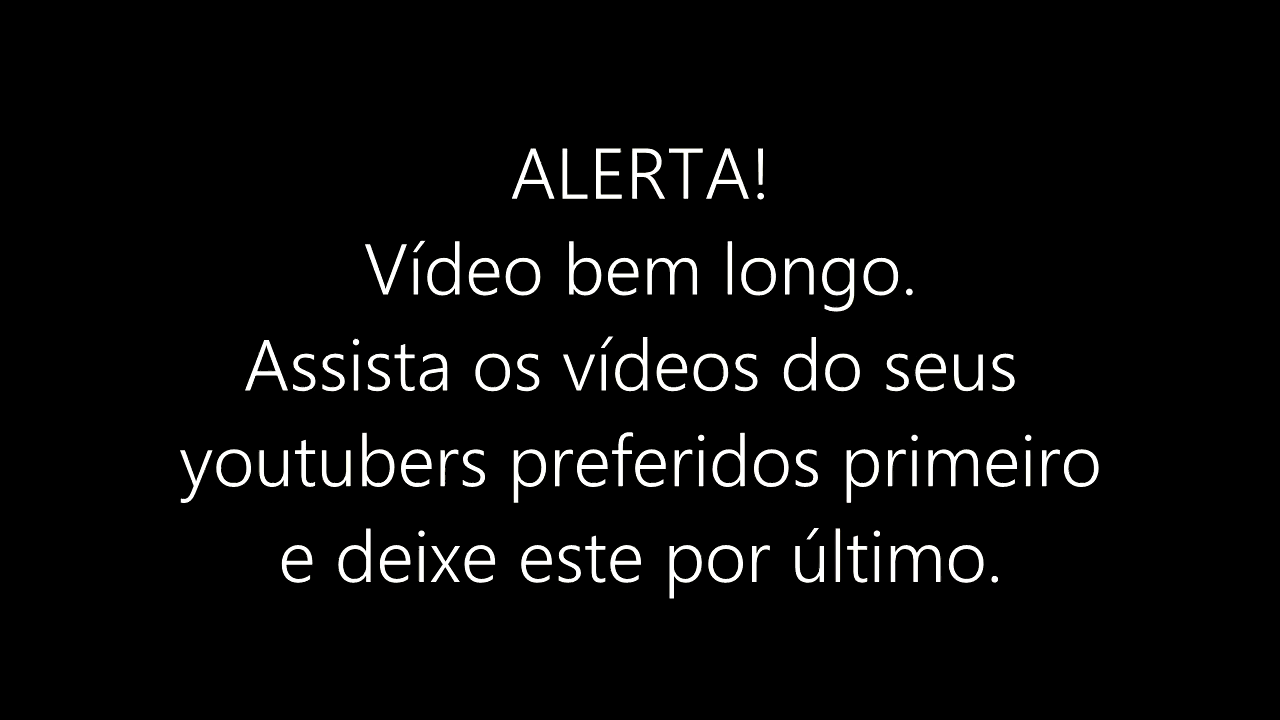 ALERTA!
Vídeo bem longo.
Assista os vídeos do seus
youtubers preferidos primeiro
e deixe este por último.